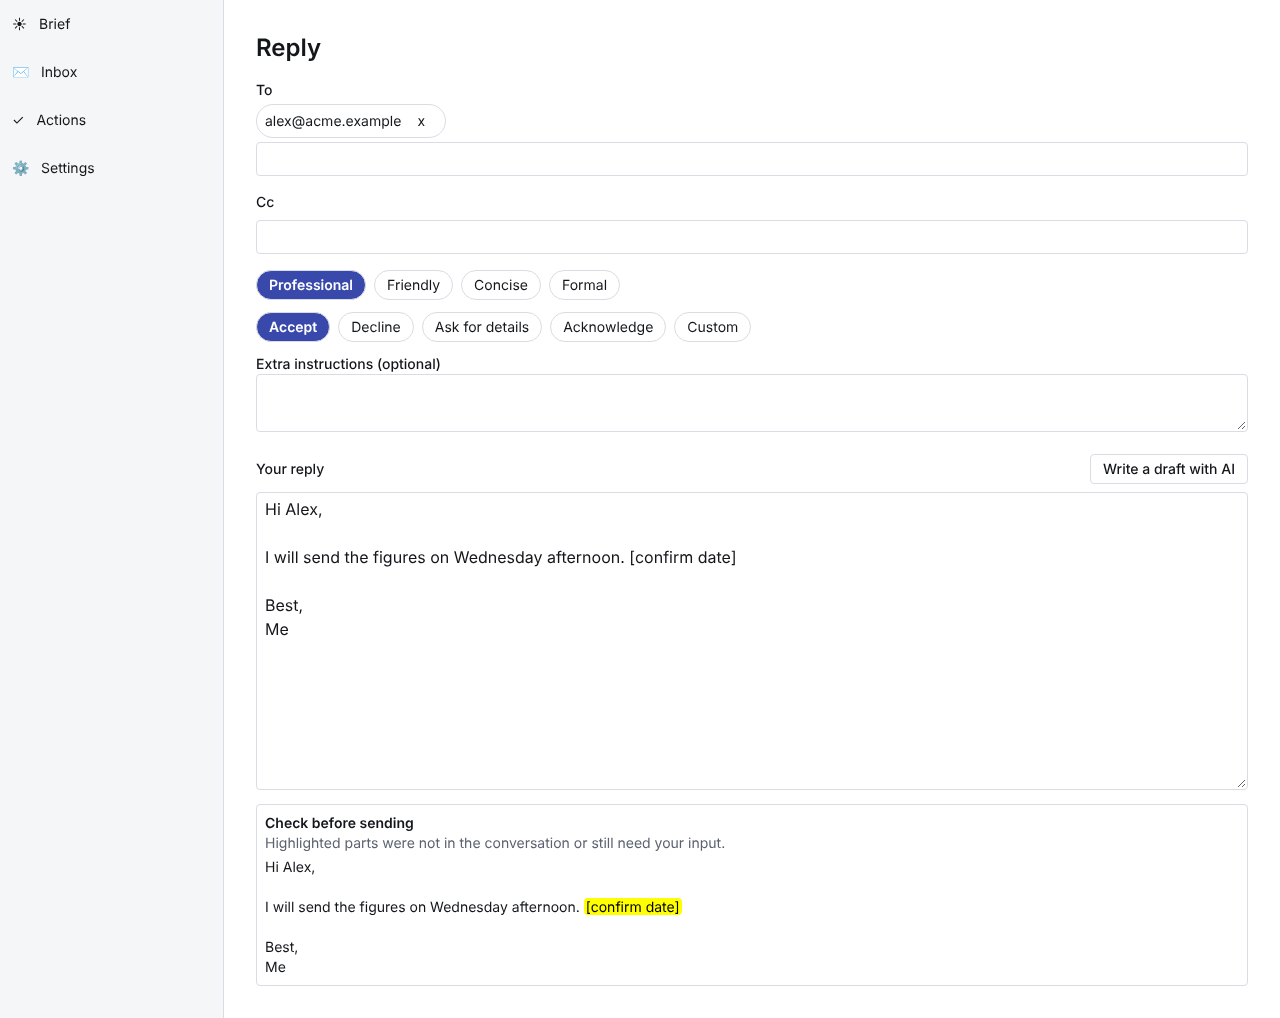 Brief
Inbox
Actions
Settings
Reply
To
alex@acme.example x
Cc
Professional Friendly Concise Formal
Accept Decline Ask for details Acknowledge Custom
Extra instructions (optional)
Your reply Write a draft with AI
Hi Alex,
I will send the figures on Wednesday afternoon. [confirm date]
Best,
Me
Check before sending
Highlighted parts were not in the conversation or still need your input.
Hi Alex,
I will send the figures on Wednesday afternoon. [confirm date]
Best,
Me